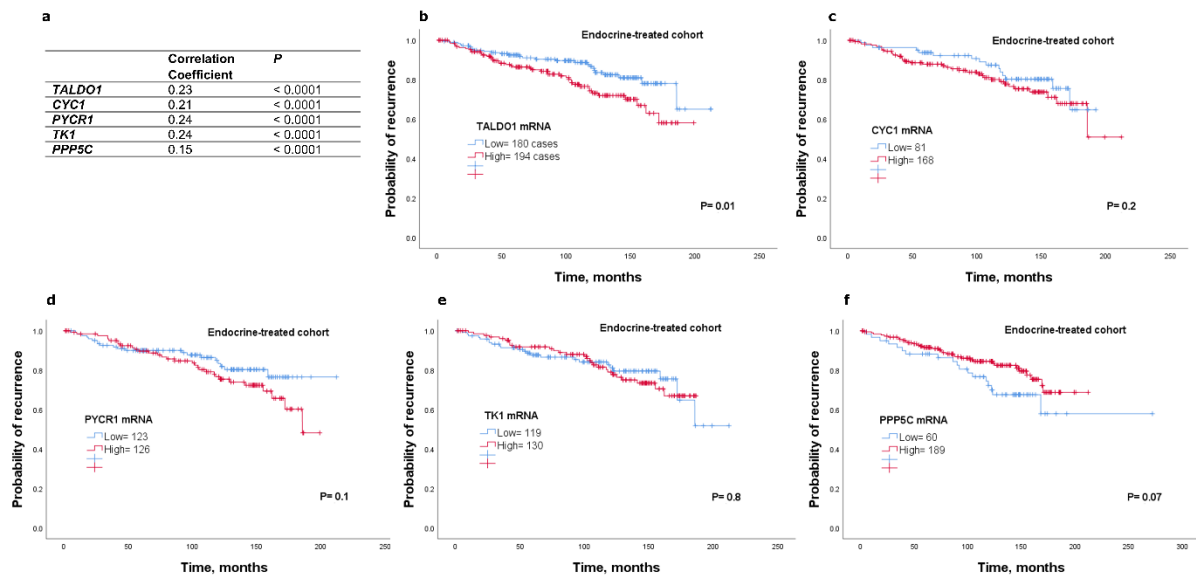 a
Correlation Coefficient P
TALDO1 0.23 < 0.0001
CYC1 0.21 < 0.0001
PYCR1 0.24 < 0.0001
TK1 0.24 < 0.0001
PPP5C 0.15 < 0.0001
b
Endocrine-treated cohort
Probability of recurrence
1.0
0.8
0.6
0.4
0.2
0.0
TALDO1 mRNA
Low= 180 cases
High= 194 cases
P= 0.01
0 50 100 150 200 250
Time, months
c
Endocrine-treated cohort
Probability of recurrence
1.0
0.8
0.6
0.4
0.2
0.0
CYC1 mRNA
Low= 81
High= 168
P= 0.2
0 50 100 150 200 250
Time, months
d
Endocrine-treated cohort
Probability of recurrence
1.0
0.8
0.6
0.4
0.2
0.0
PYCR1 mRNA
Low= 123
High= 126
P= 0.1
0 50 100 150 200 250
Time, months
e
Endocrine-treated cohort
Probability of recurrence
1.0
0.8
0.6
0.4
0.2
0.0
TK1 mRNA
Low= 119
High= 130
P= 0.8
0 50 100 150 200 250
Time, months
f
Endocrine-treated cohort
Probability of recurrence
1.0
0.8
0.6
0.4
0.2
0.0
PPP5C mRNA
Low= 60
High= 189
P= 0.07
0 50 100 150 200 250 300
Time, months